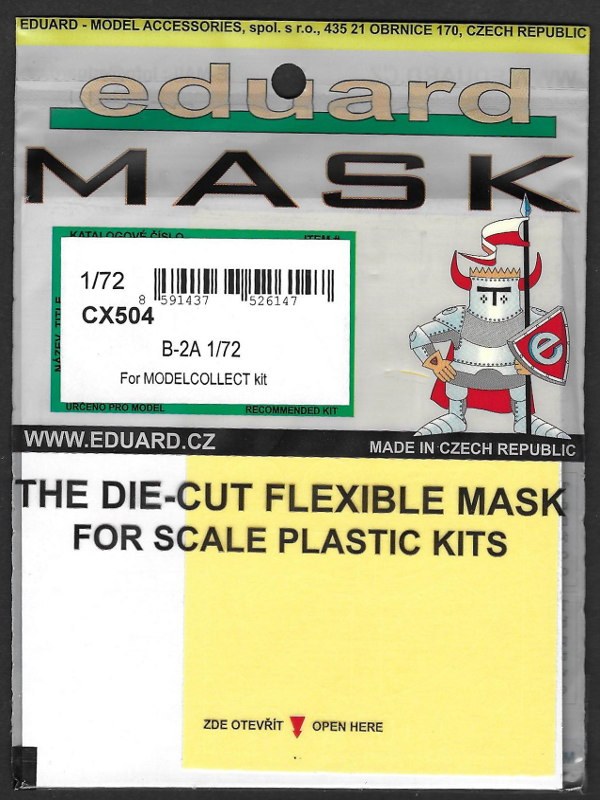 EDUARD - MODEL ACCESSORIES, spol. s r.o., 435 21 OBRNICE 170, CZECH REPUBLIC
eduard
MASK
KATALOGOVÉ ČÍSLO ITEM #
NÁZEV TITLE
1/72
8 591437 526147
CX504
B-2A 1/72
For MODELCOLLECT kit
URČENO PRO MODEL RECOMMENDED KIT
e
WWW.EDUARD.CZ MADE IN CZECH REPUBLIC
THE DIE-CUT FLEXIBLE MASK
FOR SCALE PLASTIC KITS
ZDE OTEVŘÍT OPEN HERE